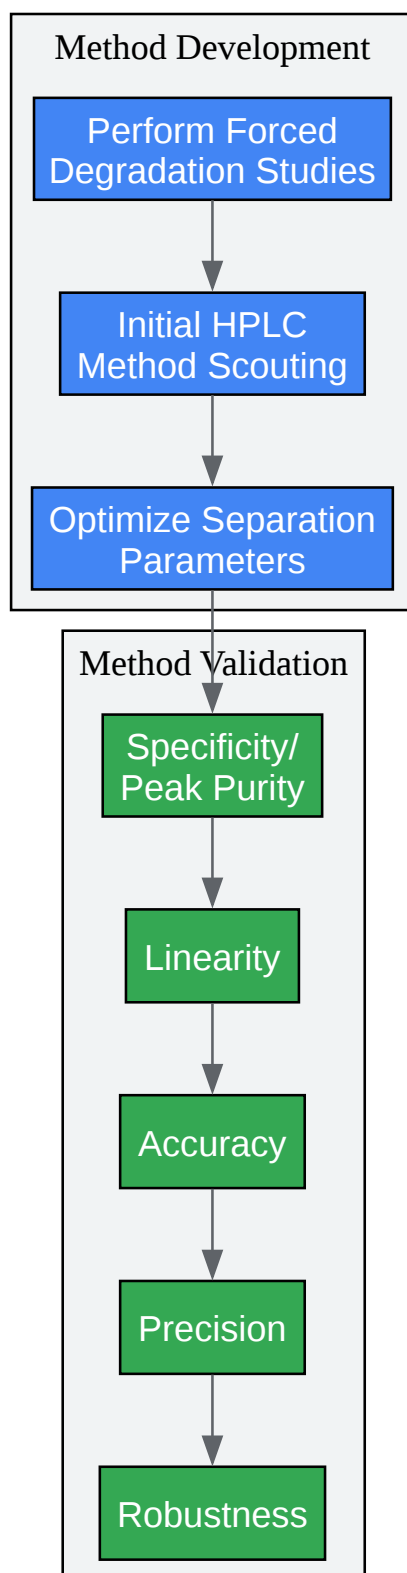 Method Development
Perform Forced
Degradation Studies
Initial HPLC
Method Scouting
Optimize Separation
Parameters
Method Validation
Specificity/
Peak Purity
Linearity
Accuracy
Precision
Robustness